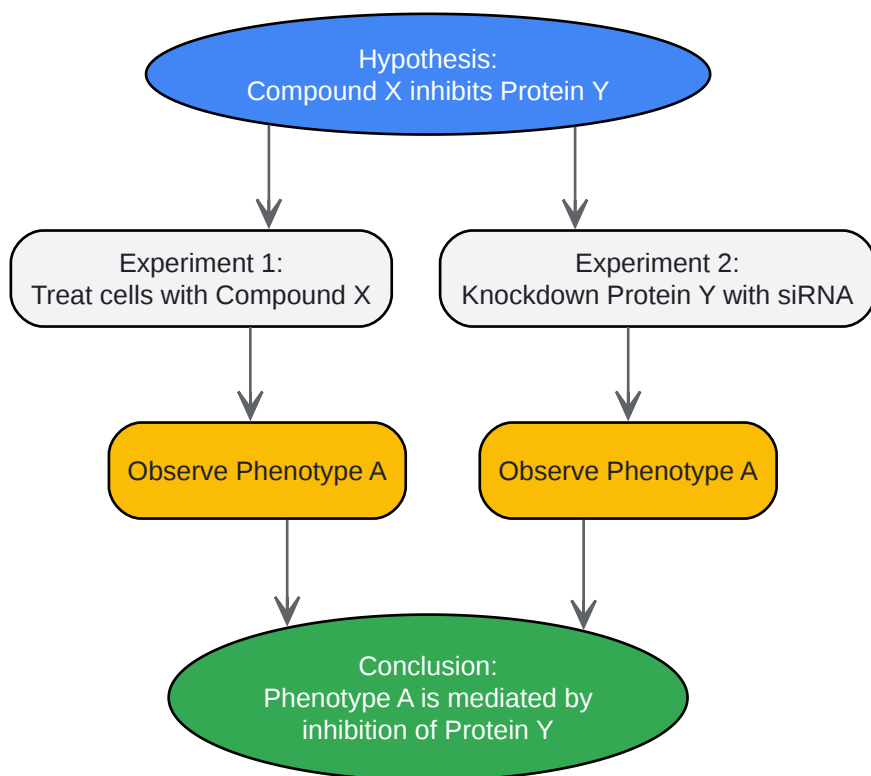 Hypothesis:
Compound X inhibits Protein Y
Experiment 1:
Treat cells with Compound X
Experiment 2:
Knockdown Protein Y with siRNA
Observe Phenotype A
Observe Phenotype A
Conclusion:
Phenotype A is mediated by
inhibition of Protein Y